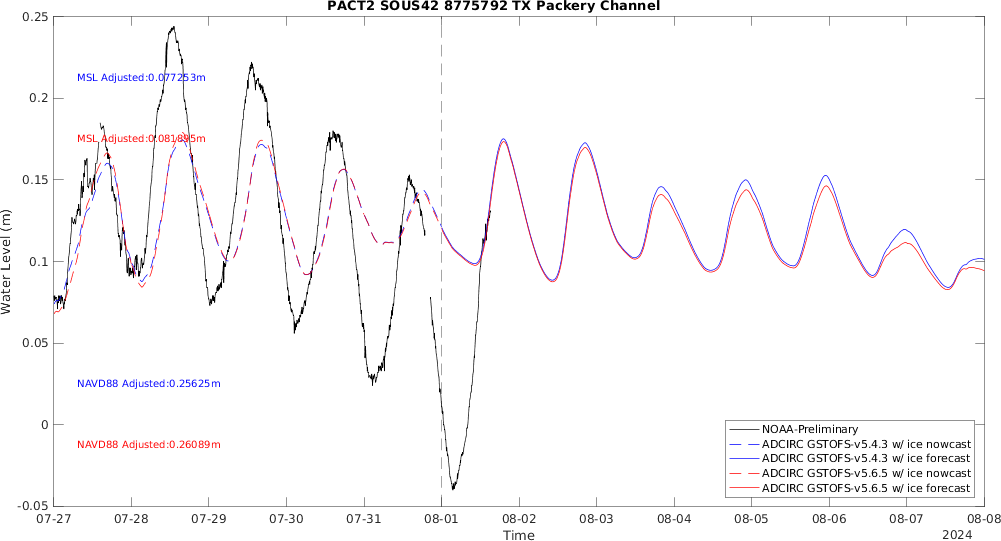 PACT2 SOUS42 8775792 TX Packery Channel
0.25
0.2
0.15
0.1
0.05
0
-0.05
Water Level (m)
MSL Adjusted:0.077253m
MSL Adjusted:0.081895m
NAVD88 Adjusted:0.25625m
NAVD88 Adjusted:0.26089m
NOAA-Preliminary
ADCIRC GSTOFS-v5.4.3 w/ ice nowcast
ADCIRC GSTOFS-v5.4.3 w/ ice forecast
ADCIRC GSTOFS-v5.6.5 w/ ice nowcast
ADCIRC GSTOFS-v5.6.5 w/ ice forecast
07-27 07-28 07-29 07-30 07-31 08-01 08-02 08-03 08-04 08-05 08-06 08-07 08-08
Time
2024